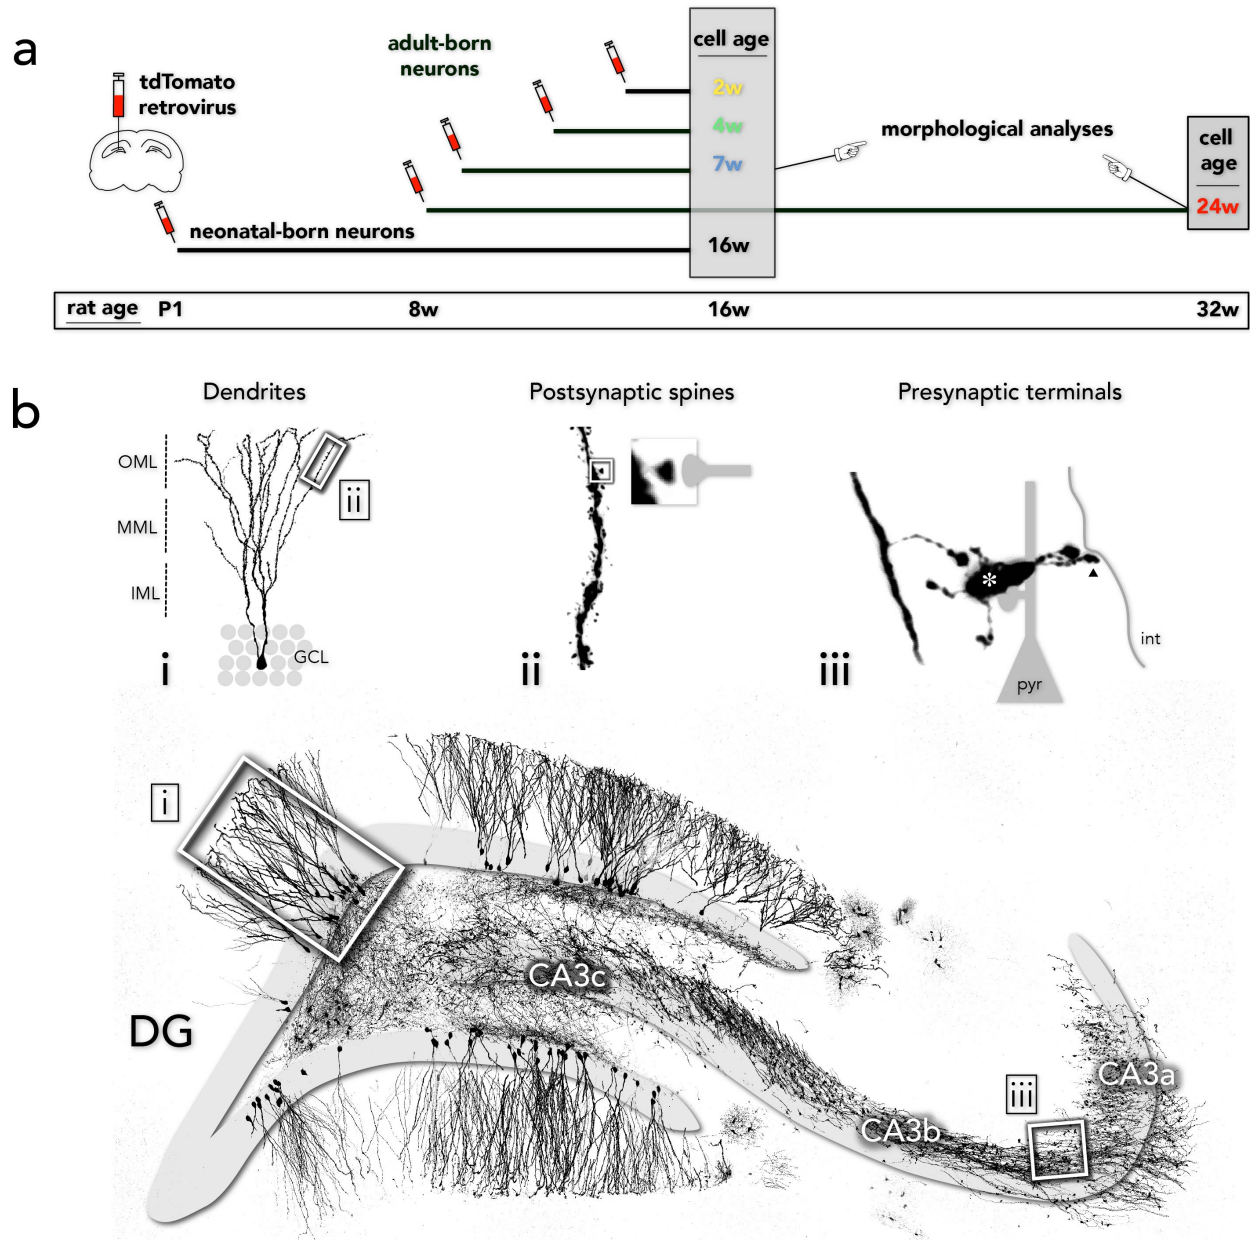 a
tdTomato
retrovirus
adult-born
neurons
cell age
2w
4w
7w
16w
neonatal-born neurons
morphological analyses
cell
age
24w
rat age P1 8w 16w 32w
b
Dendrites
Postsynaptic spines
Presynaptic terminals
OML
MML
IML
GCL
ii
i
ii
iii
*
pyr
int
i
DG
CA3c
CA3b
CA3a
iii